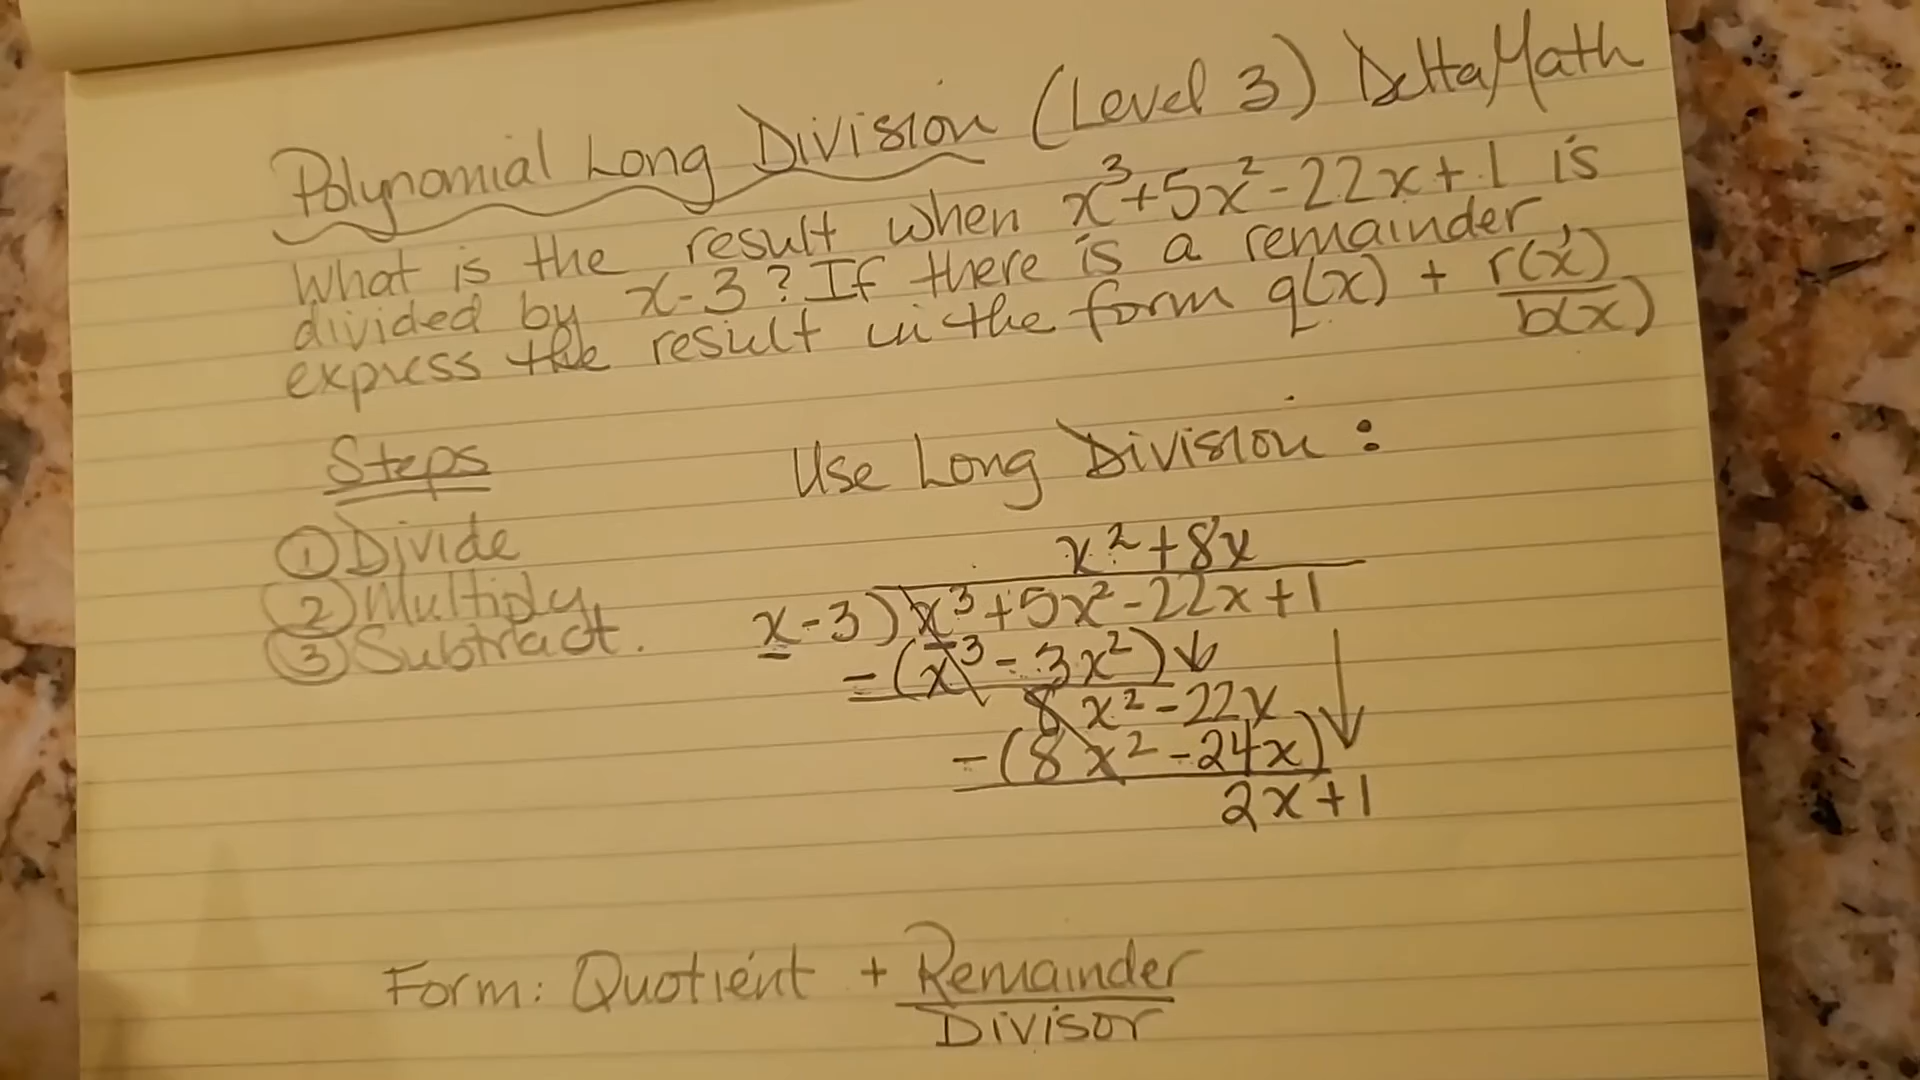 Polynomial Long Division (Level 3) DeltaMath
What is the result when x³+5x²-22x+1 is
divided by x-3? If there is a remainder,
express the result in the form q(x) + r(x)/b(x)
Steps
① Divide
② Multiply
③ Subtract.
Use Long Division:
x²+8x
x-3)x³+5x²-22x+1
-(x³-3x²)↓
8x²-22x
-(8x²-24x)↓
2x+1
Form: Quotient + Remainder
Divisor